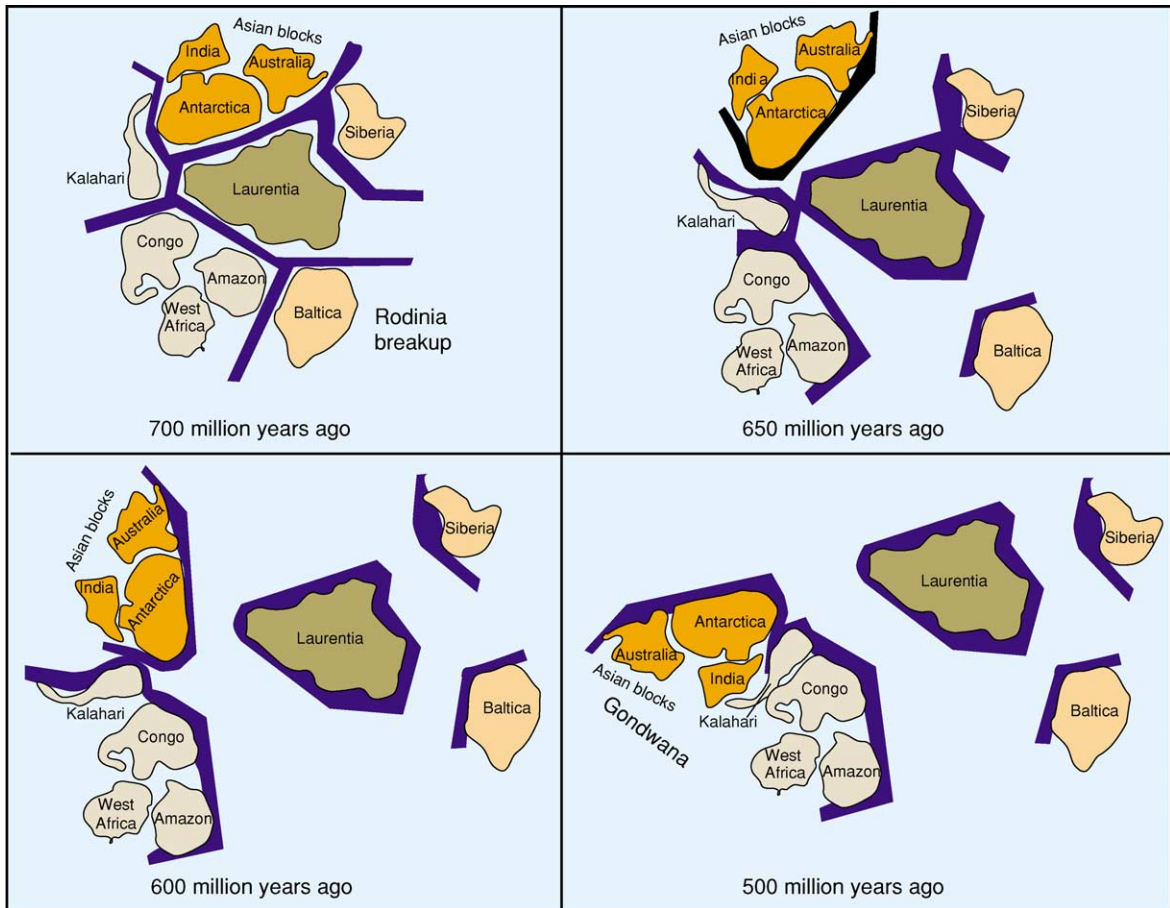 Asian blocks
India
Australia
Antarctica
Siberia
Kalahari
Laurentia
Congo
Amazon
West
Africa
Baltica
Rodinia
breakup
700 million years ago
Asian blocks
Australia
Indi a
Antarctica
Siberia
Kalahari
Laurentia
Congo
West
Africa
Amazon
Baltica
650 million years ago
Asian blocks
Australia
India
Antarctica
Siberia
Laurentia
Kalahari
Congo
Baltica
West
Africa
Amazon
600 million years ago
Siberia
Laurentia
Antarctica
Australia
India
Asian blocks
Kalahari
Congo
Gondwana
Baltica
West
Africa
Amazon
500 million years ago